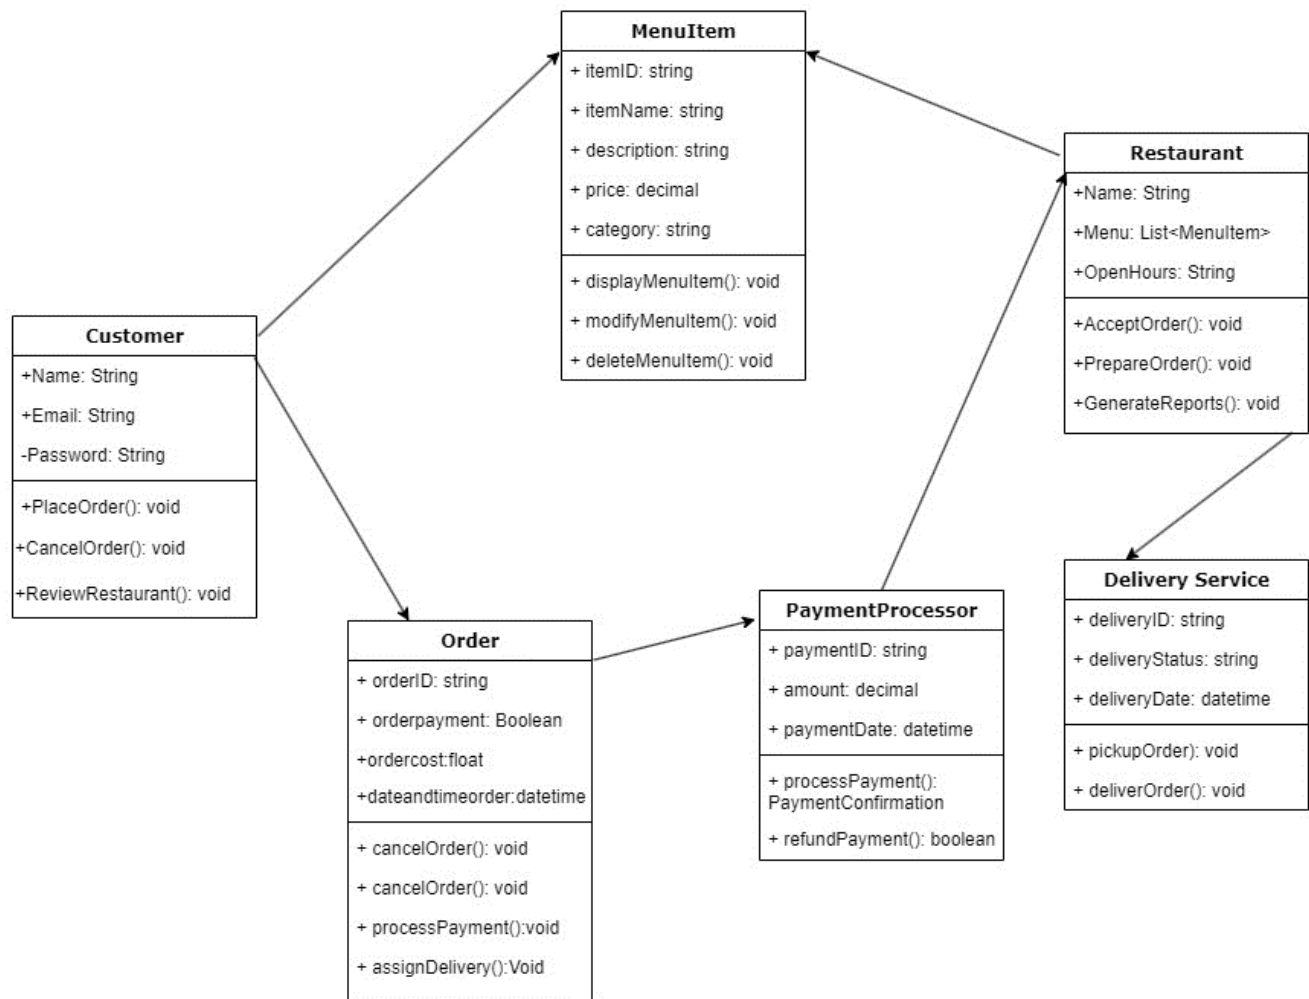 MenuItem
+ itemID: string
+ itemName: string
+ description: string
+ price: decimal
+ category: string
+ displayMenuItem(): void
+ modifyMenuItem(): void
+ deleteMenuItem(): void
Restaurant
+Name: String
+Menu: List<MenuItem>
+OpenHours: String
+AcceptOrder(): void
+PrepareOrder(): void
+GenerateReports(): void
Customer
+Name: String
+Email: String
-Password: String
+PlaceOrder(): void
+CancelOrder(): void
+ReviewRestaurant(): void
Order
+ orderID: string
+ orderpayment: Boolean
+ordercost:float
+dateandtimeorder:datetime
+ cancelOrder(): void
+ cancelOrder(): void
+ processPayment():void
+ assignDelivery():Void
PaymentProcessor
+ paymentID: string
+ amount: decimal
+ paymentDate: datetime
+ processPayment():
PaymentConfirmation
+ refundPayment(): boolean
Delivery Service
+ deliveryID: string
+ deliveryStatus: string
+ deliveryDate: datetime
+ pickupOrder): void
+ deliverOrder(): void